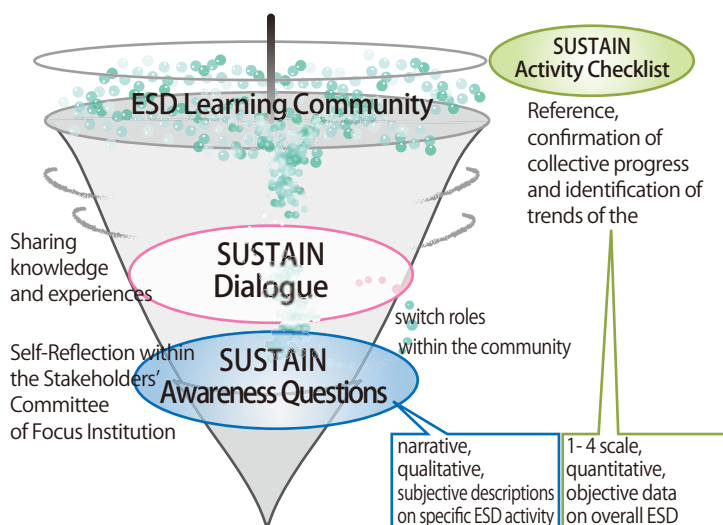 ESD Learning Community
SUSTAIN
Activity Checklist
Reference,
confirmation of
collective progress
and identification of
trends of the
Sharing
knowledge
and experiences
SUSTAIN
Dialogue
switch roles
within the community
Self-Reflection within
the Stakeholders'
Committee
of Focus Institution
SUSTAIN
Awareness Questions
narrative,
qualitative,
subjective descriptions
on specific ESD activity
1- 4 scale,
quantitative,
objective data
on overall ESD